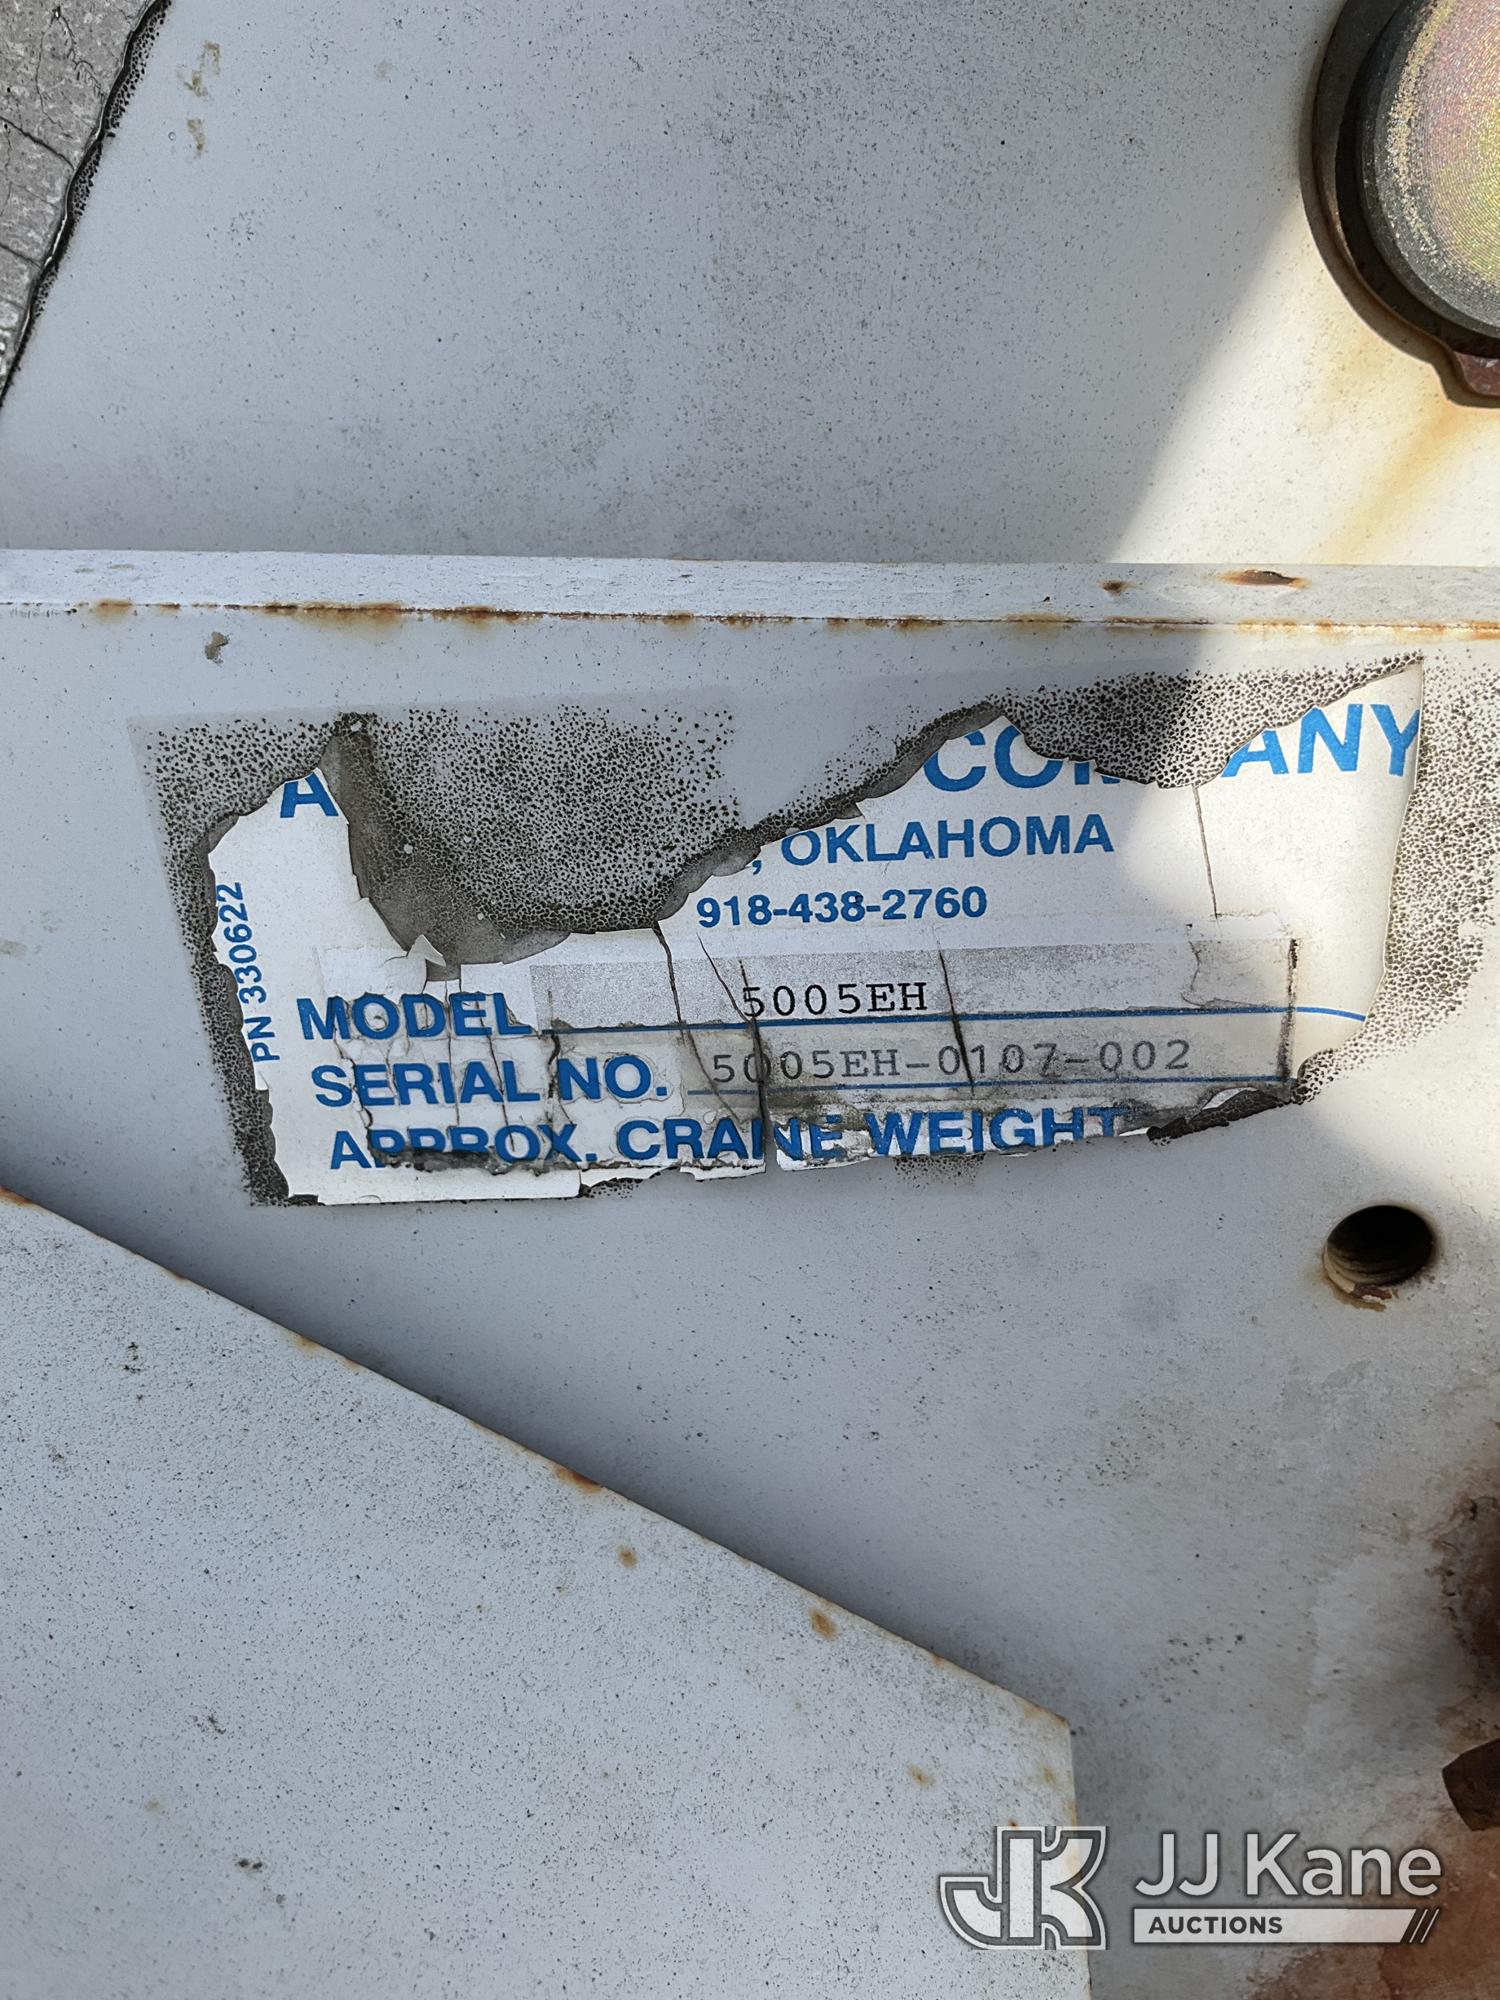 A COMPANY
, OKLAHOMA
918-438-2760
PN 330622
MODEL 5005EH
SERIAL NO. 5005EH-0107-002
APPROX. CRANE WEIGHT
JK JJ Kane
AUCTIONS